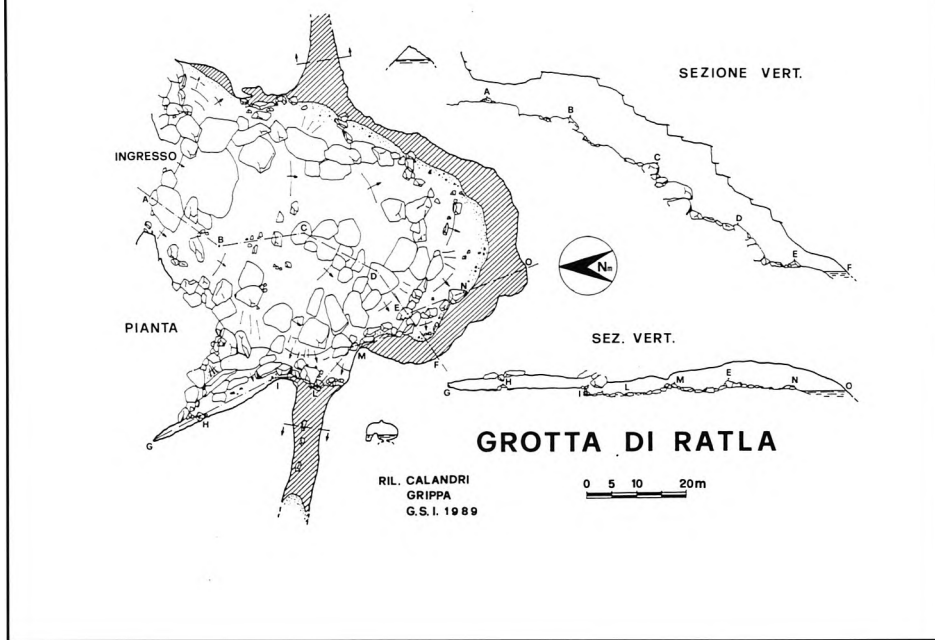 SEZIONE VERT.
A
B
C
D
E
F
INGRESSO
A
B
C
D
E
N
O
M
F
I
L
H
G
PIANTA
Nm
SEZ. VERT.
G
H
I
L
M
E
N
O
GROTTA DI RATLA
RIL. CALANDRI
GRIPPA
G.S.I. 1989
0 5 10 20m